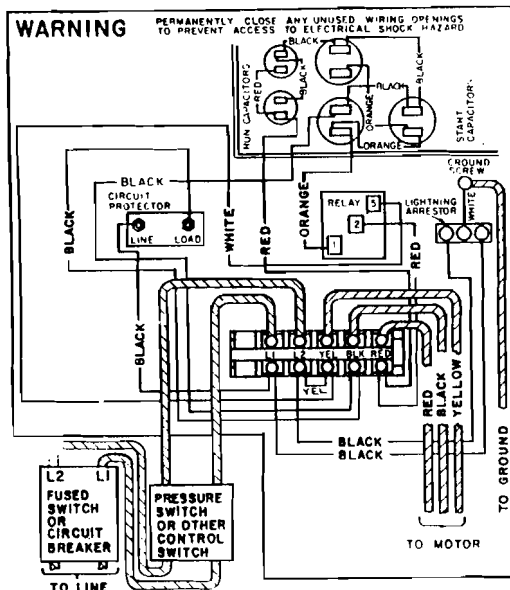 WARNING
PERMANENTLY CLOSE ANY UNUSED WIRING OPENINGS
TO PREVENT ACCESS TO ELECTRICAL SHOCK HAZARD
BLACK
BLACK
RED
BLACK
BLACK
BLACK
ORANGE
ORANGE
ORANGE
RUN CAPACITORS
START CAPACITORS
GROUND
SCREW
BLACK
CIRCUIT
PROTECTOR
LINE
LOAD
BLACK
WHITE
RED
ORANGE
RELAY
5
2
1
RED
LIGHTNING
ARRESTOR
WHITE
BLACK
L1
L2
YEL
BLK
RED
YEL
BLACK
BLACK
RED
BLACK
YELLOW
TO GROUND
L2
L1
FUSED
SWITCH
OR
CIRCUIT
BREAKER
PRESSURE
SWITCH
OR OTHER
CONTROL
SWITCH
TO LINE
TO MOTOR